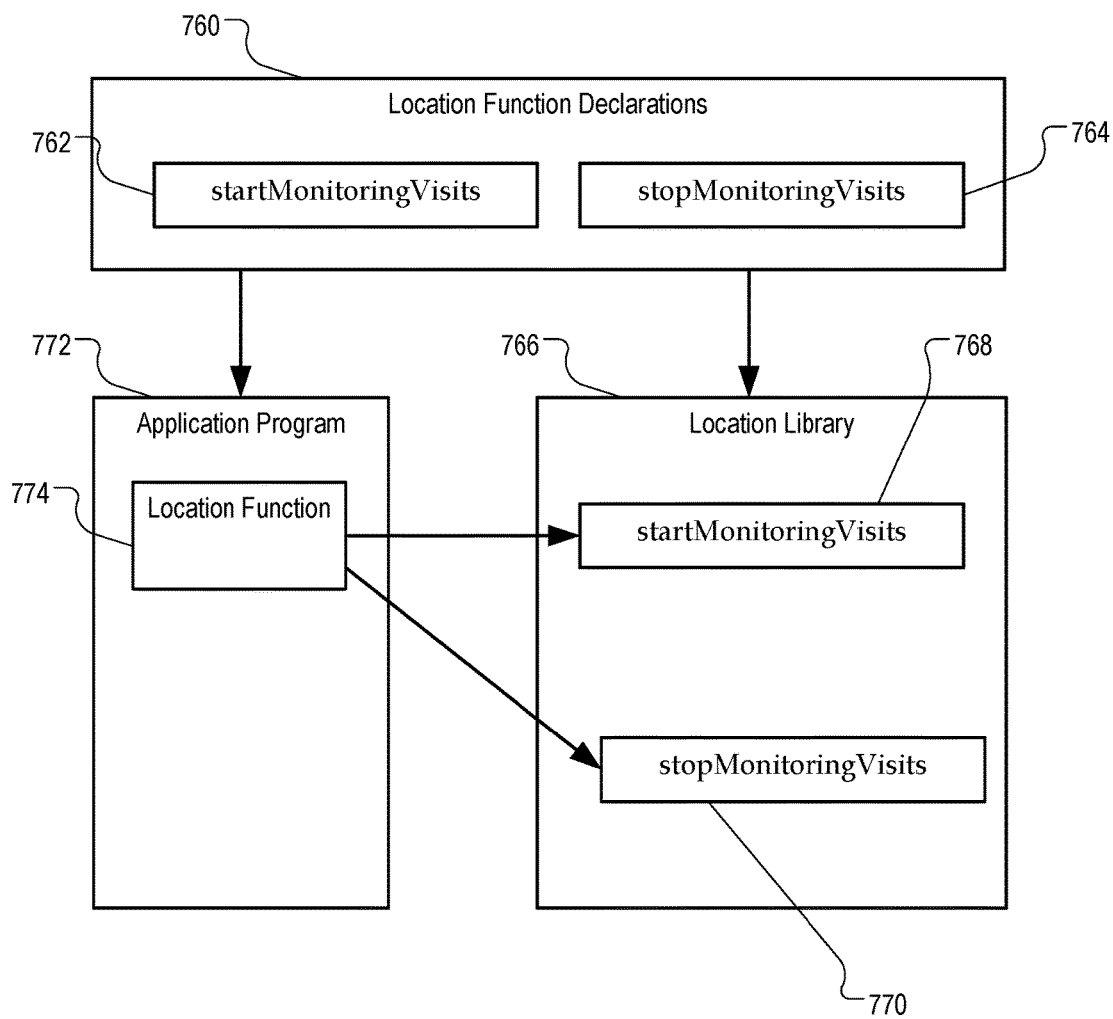 760
Location Function Declarations
762
764
startMonitoringVisits
stopMonitoringVisits
772
766
768
Application Program
Location Library
774
Location Function
startMonitoringVisits
stopMonitoringVisits
770